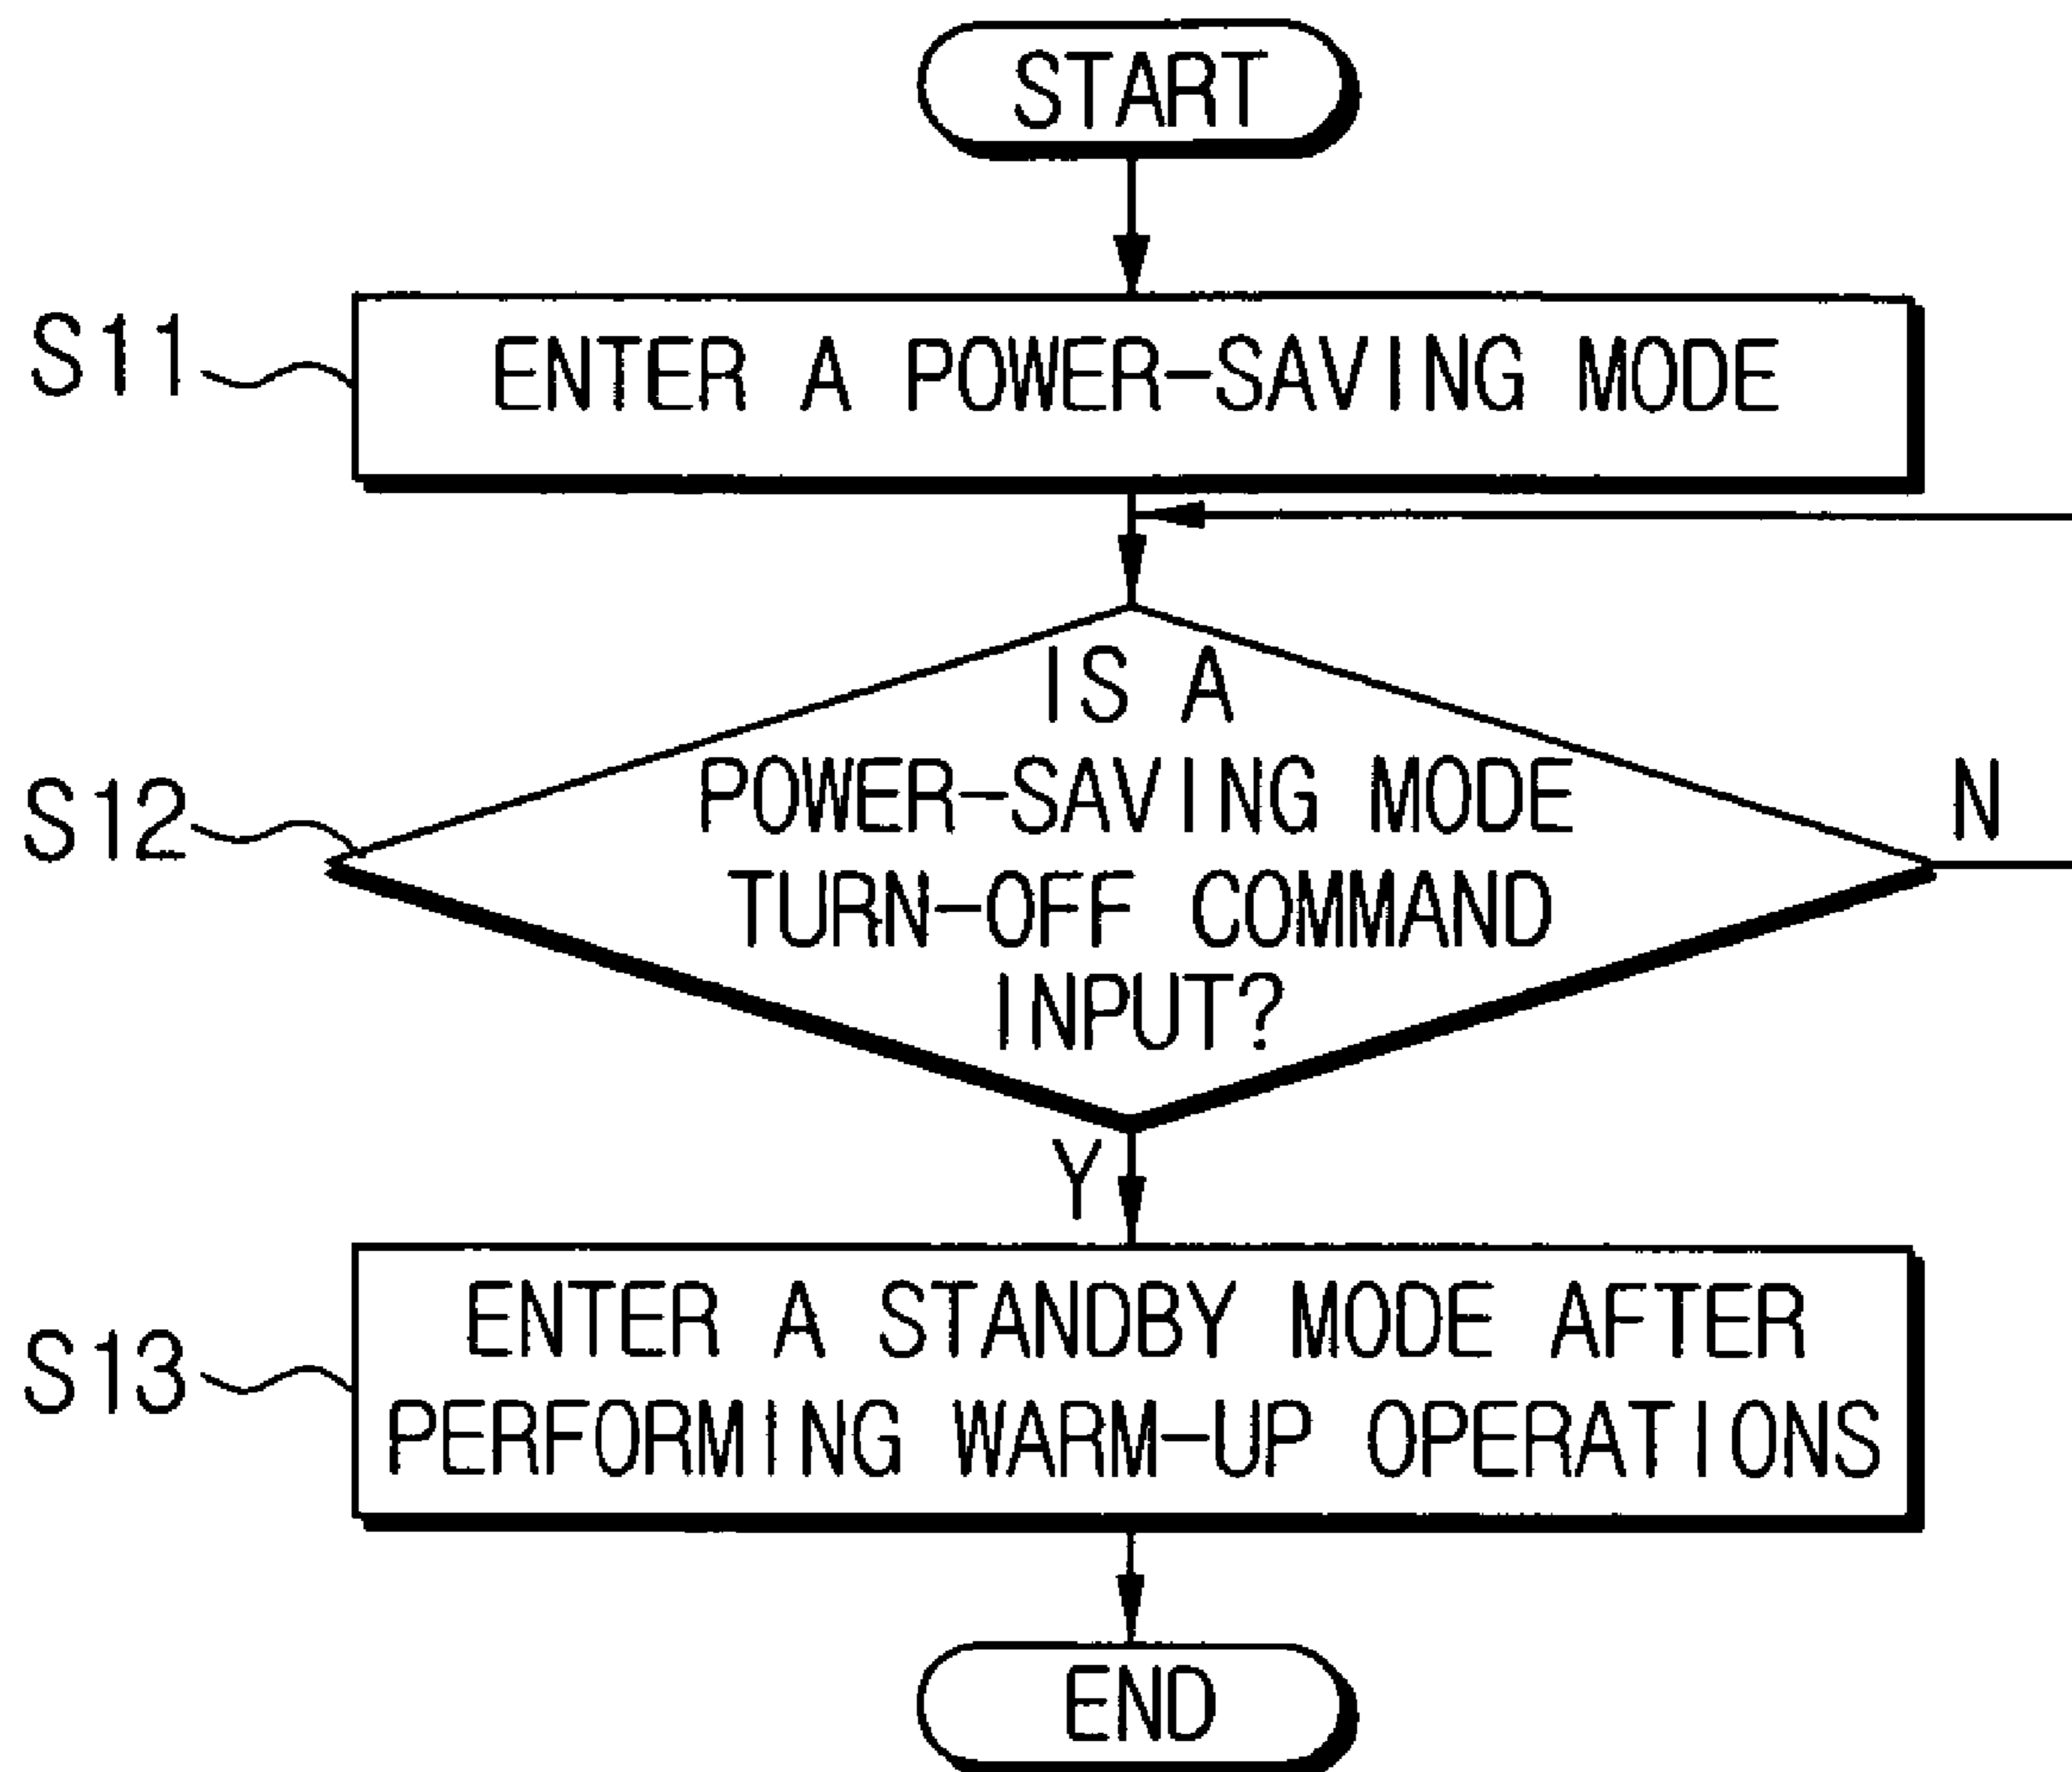 START
S11
ENTER A POWER-SAVING MODE
IS A
POWER-SAVING MODE
TURN-OFF COMMAND
INPUT?
S12
N
Y
S13
ENTER A STANDBY MODE AFTER
PERFORMING WARM-UP OPERATIONS
END